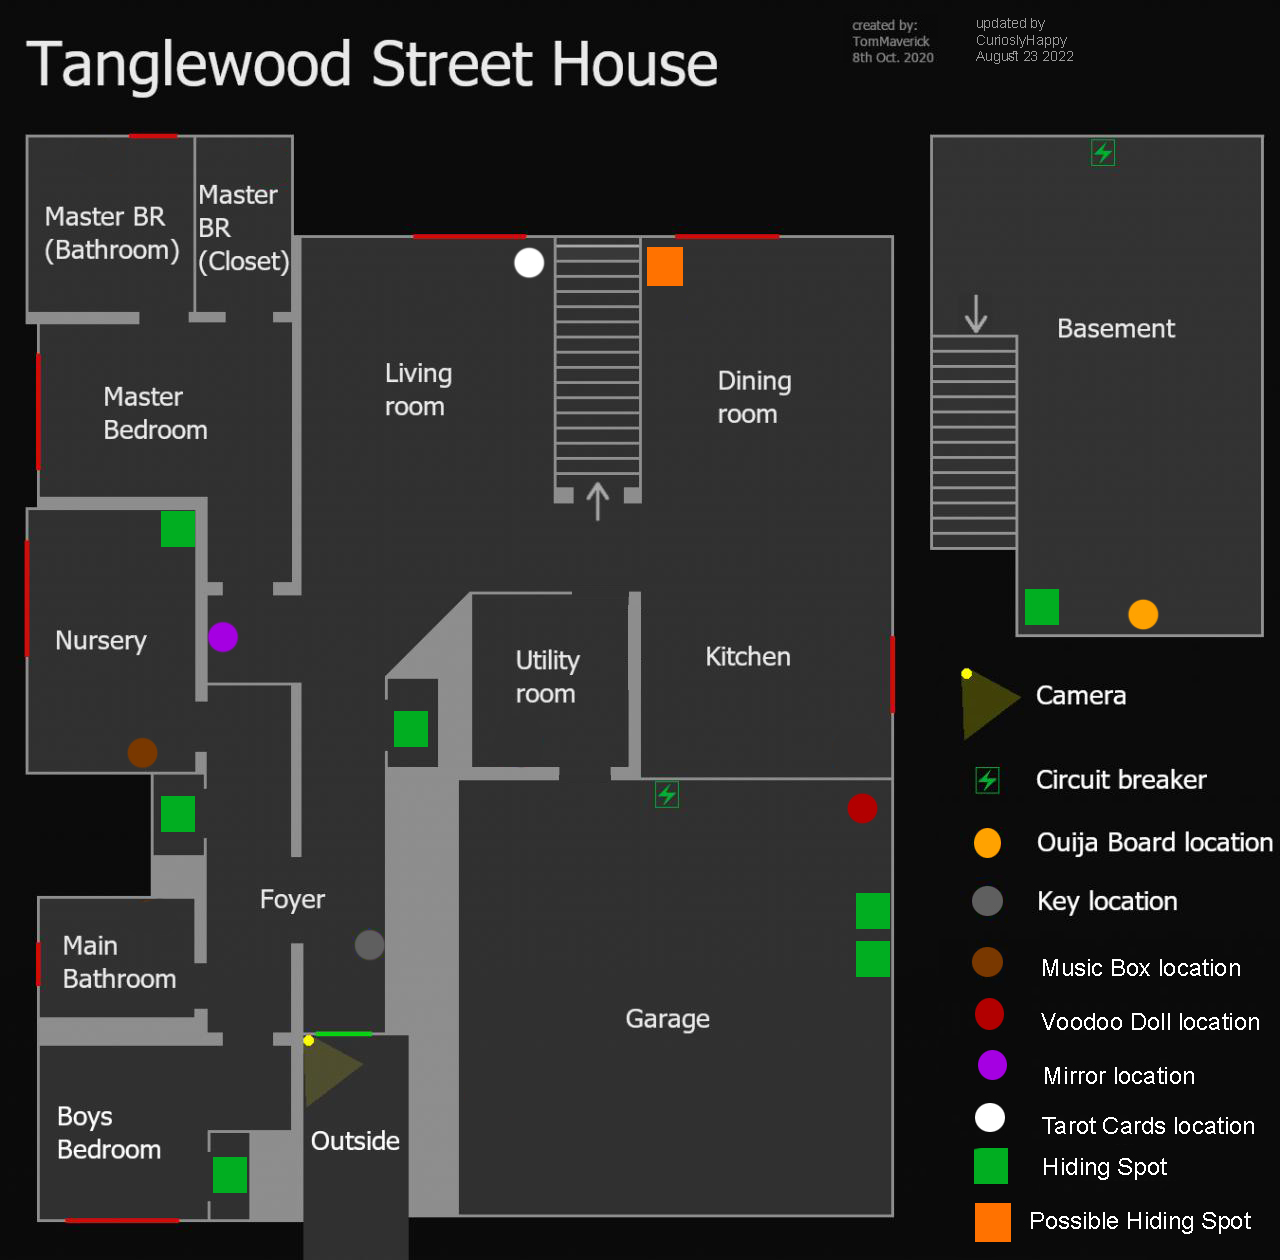 Tanglewood Street House
created by:
TomMaverick
8th Oct. 2020
updated by
CurioslyHappy
August 23 2022
Master BR
(Bathroom)
Master
BR
(Closet)
Living
room
Dining
room
Basement
Master
Bedroom
Nursery
Utility
room
Kitchen
Foyer
Main
Bathroom
Garage
Boys
Bedroom
Outside
Camera
Circuit breaker
Ouija Board location
Key location
Music Box location
Voodoo Doll location
Mirror location
Tarot Cards location
Hiding Spot
Possible Hiding Spot